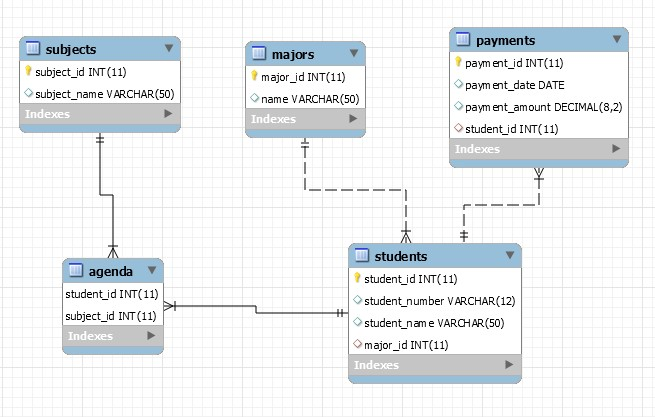 subjects
subject_id INT(11)
subject_name VARCHAR(50)
Indexes
majors
major_id INT(11)
name VARCHAR(50)
Indexes
payments
payment_id INT(11)
payment_date DATE
payment_amount DECIMAL(8,2)
student_id INT(11)
Indexes
agenda
student_id INT(11)
subject_id INT(11)
Indexes
students
student_id INT(11)
student_number VARCHAR(12)
student_name VARCHAR(50)
major_id INT(11)
Indexes